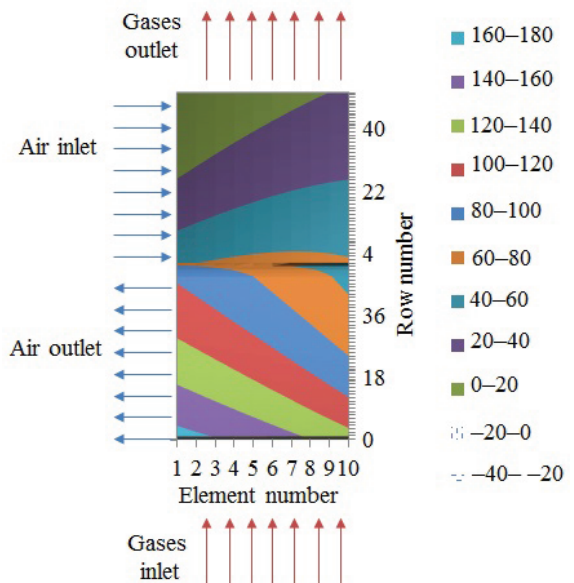 Gases
outlet
Air inlet
Air outlet
40
22
4
36
18
0
Row number
1 2 3 4 5 6 7 8 9 10
Element number
Gases
inlet
160–180
140–160
120–140
100–120
80–100
60–80
40–60
20–40
0–20
–20–0
–40– –20